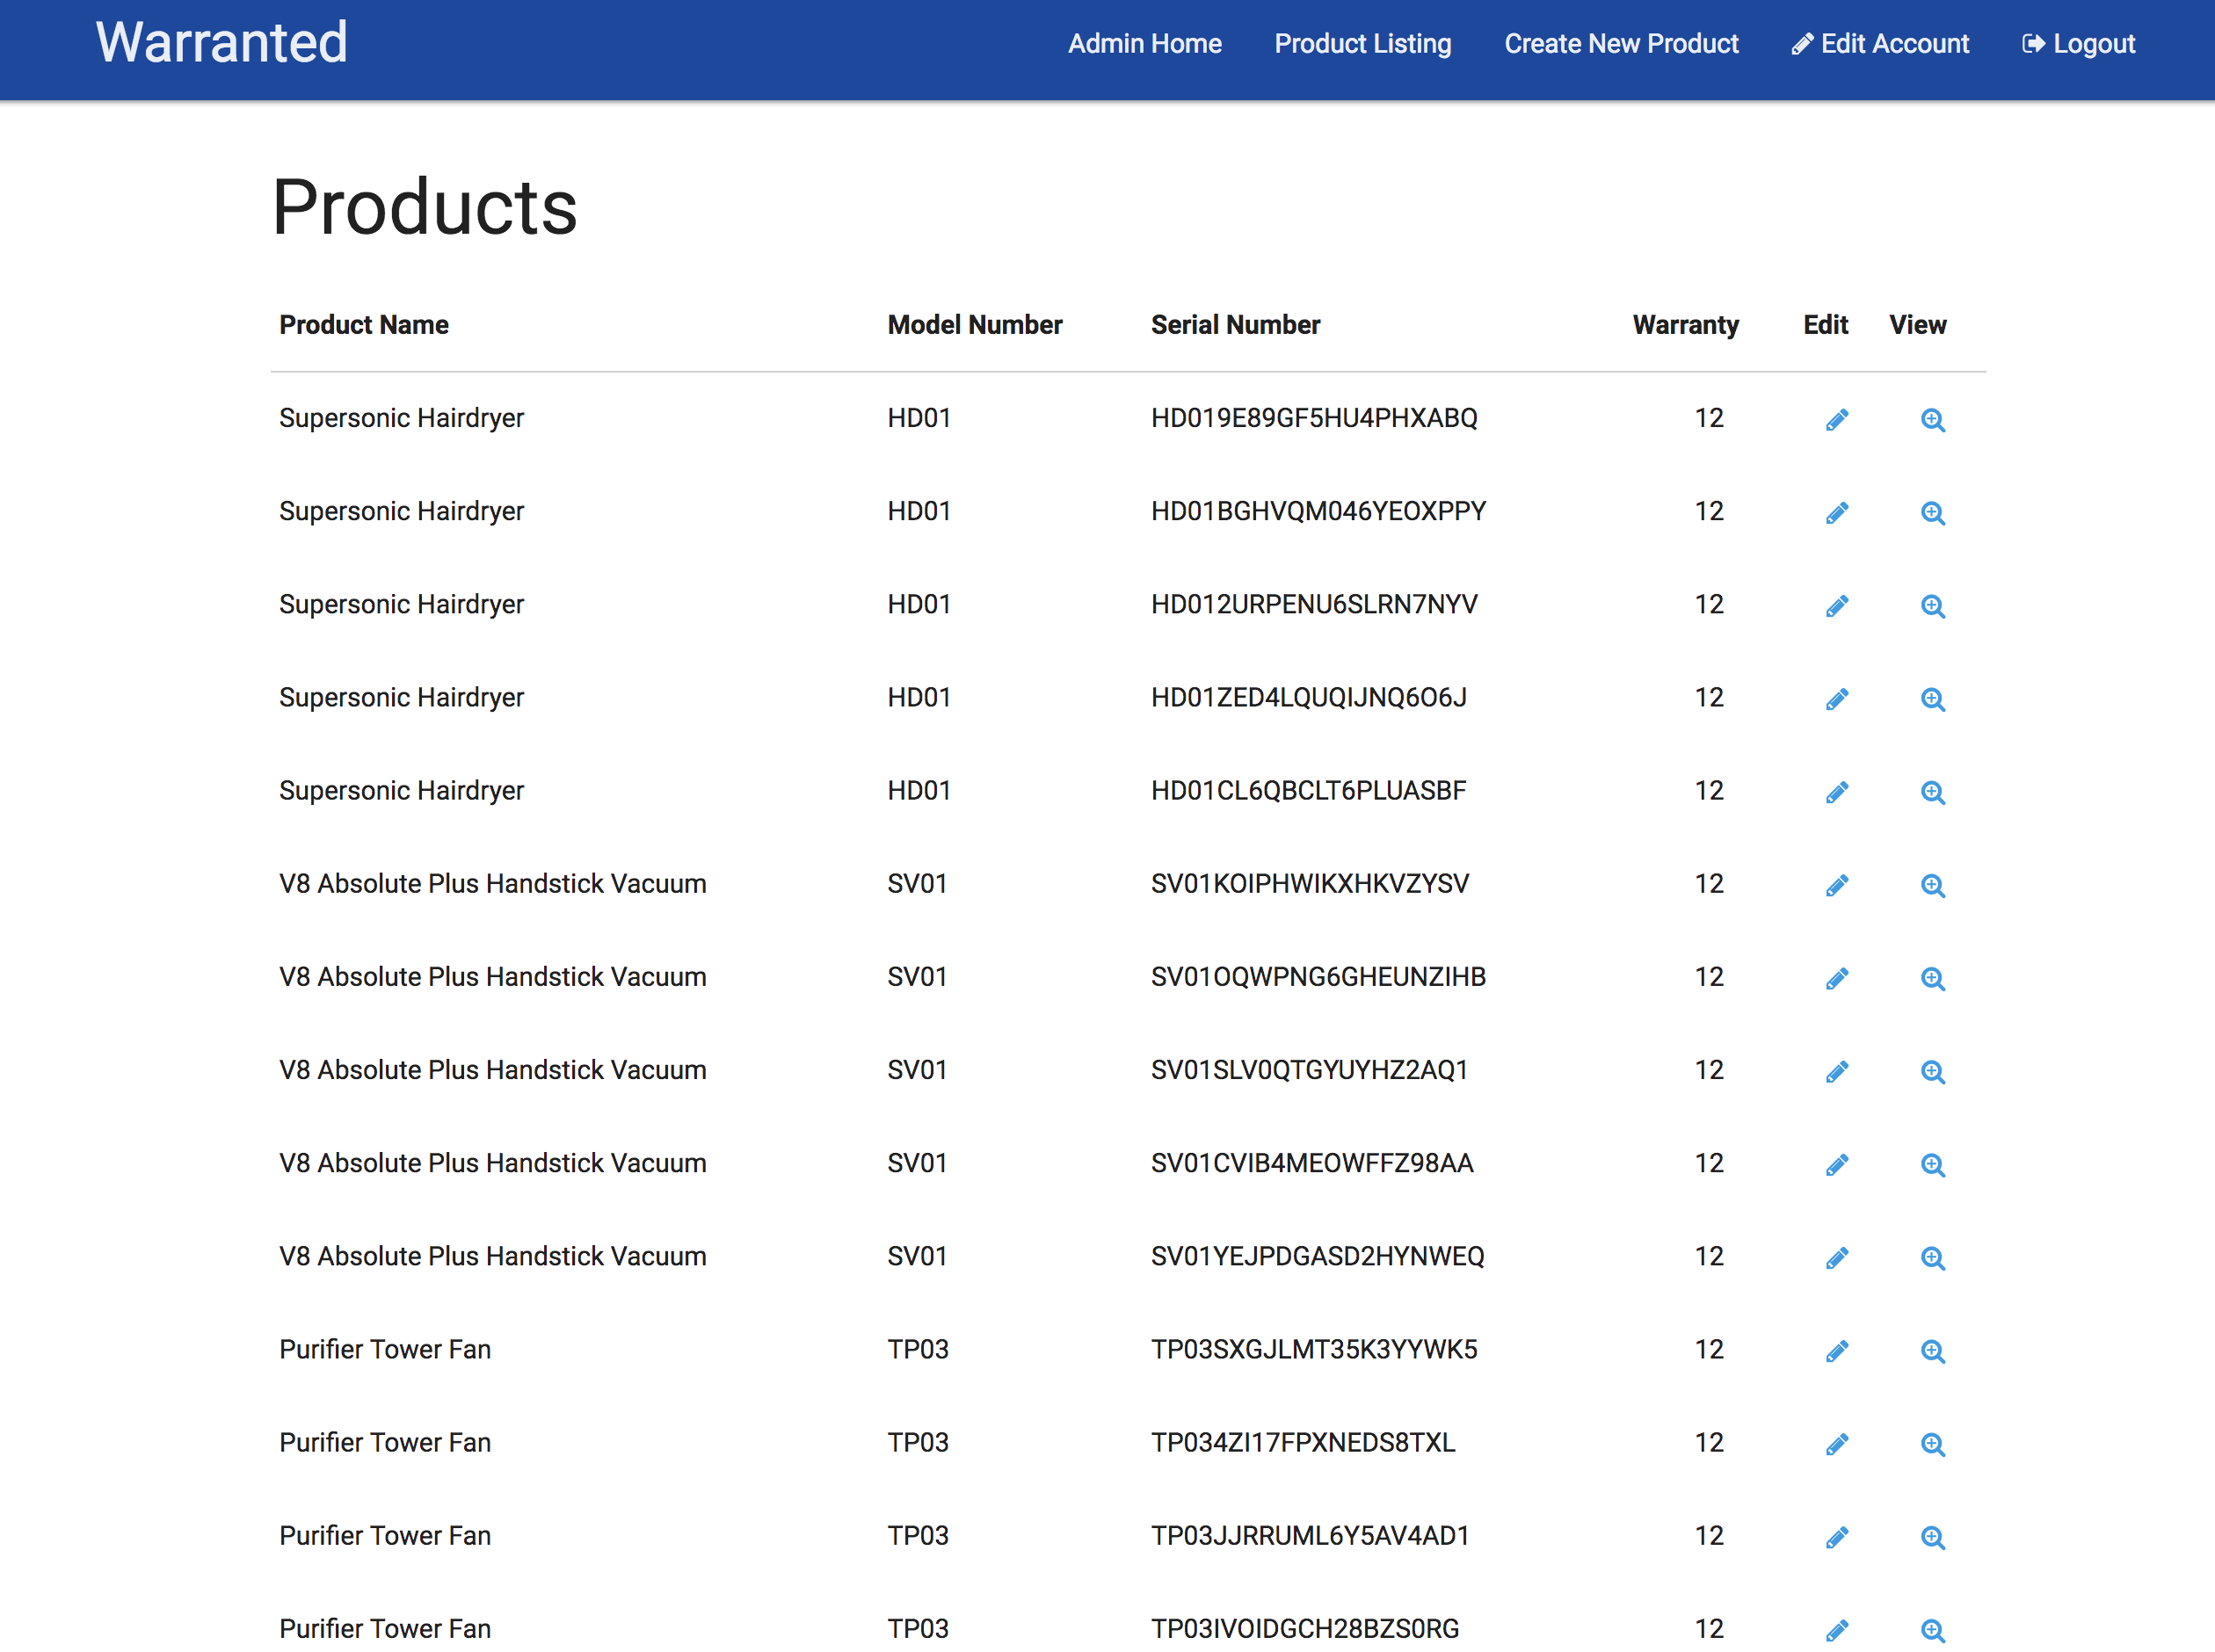 Warranted Admin Home Product Listing Create New Product Edit Account Logout
Products
Product Name Model Number Serial Number Warranty Edit View
Supersonic Hairdryer HD01 HD019E89GF5HU4PHXABQ 12
Supersonic Hairdryer HD01 HD01BGHVQM046YEOXPPY 12
Supersonic Hairdryer HD01 HD012URPENU6SLRN7NYV 12
Supersonic Hairdryer HD01 HD01ZED4LQUQIJNQ6O6J 12
Supersonic Hairdryer HD01 HD01CL6QBCLT6PLUASBF 12
V8 Absolute Plus Handstick Vacuum SV01 SV01KOIPHWIKXHKVZYSV 12
V8 Absolute Plus Handstick Vacuum SV01 SV01OQWPNG6GHEUNZIHB 12
V8 Absolute Plus Handstick Vacuum SV01 SV01SLV0QTGYUYHZ2AQ1 12
V8 Absolute Plus Handstick Vacuum SV01 SV01CVIB4MEOWFFZ98AA 12
V8 Absolute Plus Handstick Vacuum SV01 SV01YEJPDGASD2HYNWEQ 12
Purifier Tower Fan TP03 TP03SXGJLMT35K3YYWK5 12
Purifier Tower Fan TP03 TP034ZI17FPXNEDS8TXL 12
Purifier Tower Fan TP03 TP03JJRRUML6Y5AV4AD1 12
Purifier Tower Fan TP03 TP03IVOIDGCH28BZS0RG 12